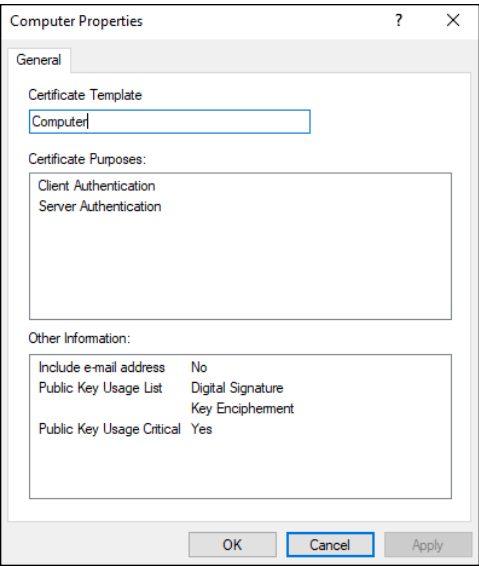 Computer Properties ?
General
Certificate Template
Computer
Certificate Purposes:
Client Authentication
Server Authentication
Other Information:
Include e-mail address No
Public Key Usage List Digital Signature
Key Encipherment
Public Key Usage Critical Yes
OK Cancel Apply